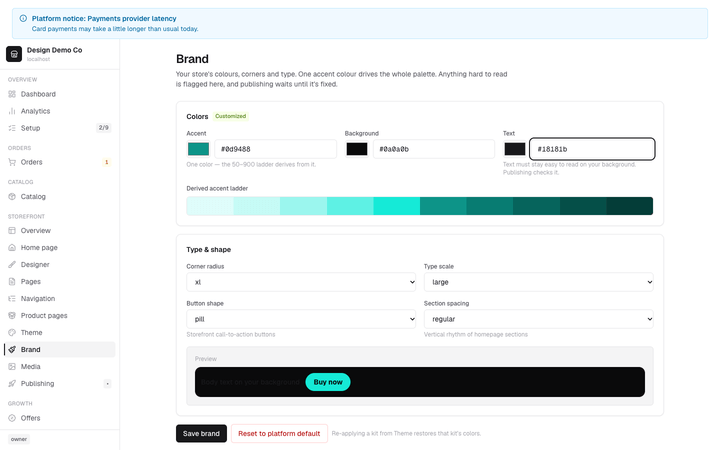 Platform notice: Payments provider latency
Card payments may take a little longer than usual today.
Design Demo Co
localhost
OVERVIEW
Dashboard
Analytics
Setup 2/9
ORDERS
Orders 1
CATALOG
Catalog
STOREFRONT
Overview
Home page
Designer
Pages
Navigation
Product pages
Theme
Brand
Media
Publishing
GROWTH
Offers
owner
Brand
Your store's colours, corners and type. One accent colour drives the whole palette. Anything hard to read
is flagged here, and publishing waits until it's fixed.
Colors Customized
Accent Background Text
#0d9488 #0a0a0b #18181b
One color — the 50–900 ladder derives from it.
Text must stay easy to read on your background.
Publishing checks it.
Derived accent ladder
Type & shape
Corner radius Type scale
xl large
Button shape Section spacing
pill regular
Storefront call-to-action buttons Vertical rhythm of homepage sections
Preview
Buy now
Save brand Reset to platform default Re-applying a kit from Theme restores that kit's colors.